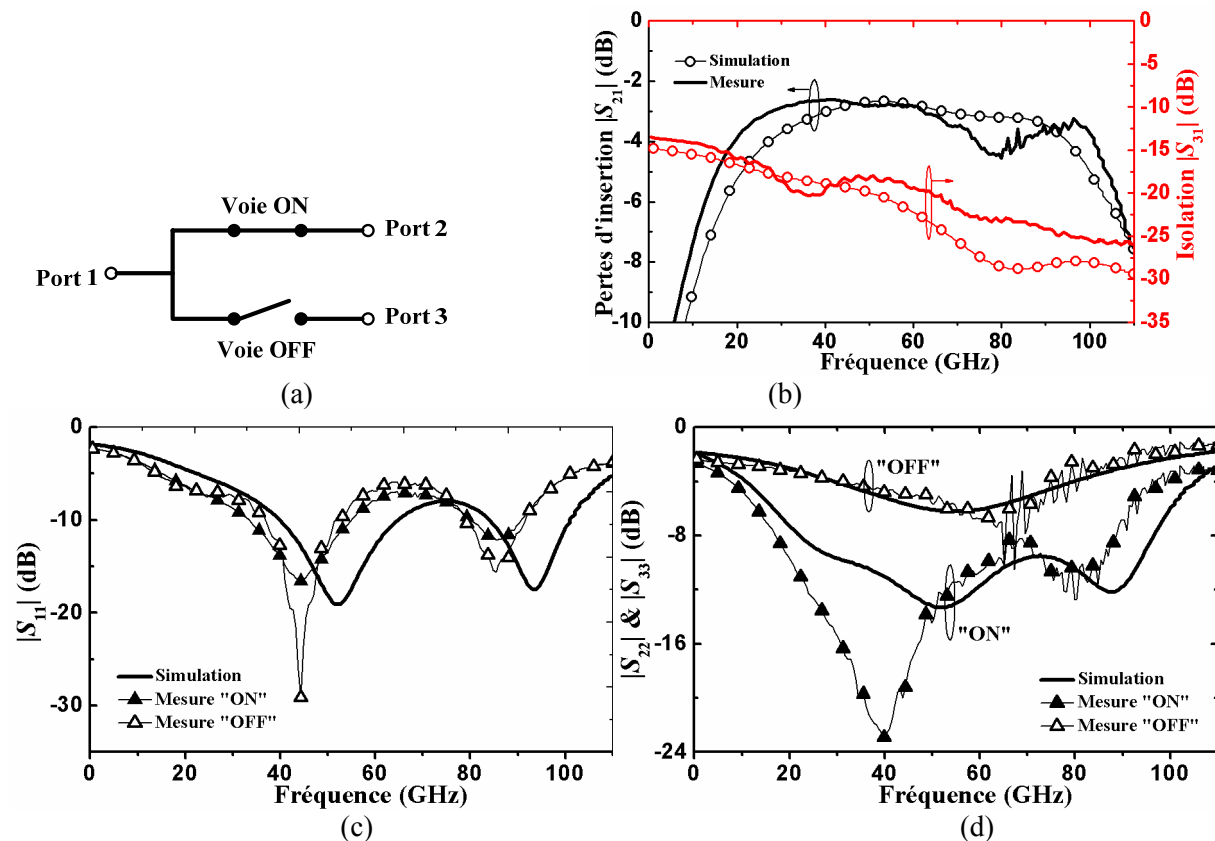 Voie ON
Port 2
Port 1
Port 3
Voie OFF
(a)
Pertes d'insertion |S21| (dB)
0
-2
-4
-6
-8
-10
Simulation
Mesure
0
-5
-10
-15
-20
-25
-30
-35
Isolation |S31| (dB)
0 20 40 60 80 100
Fréquence (GHz)
(b)
|S11| (dB)
0
-10
-20
-30
Simulation
Mesure "ON"
Mesure "OFF"
0 20 40 60 80 100
Fréquence (GHz)
(c)
|S22| & |S33| (dB)
0
-8
-16
-24
"OFF"
"ON"
Simulation
Mesure "ON"
Mesure "OFF"
0 20 40 60 80 100
Fréquence (GHz)
(d)